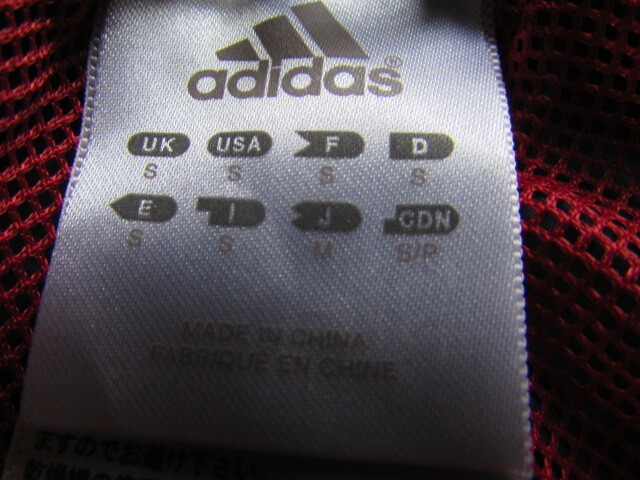 adidas®
UK USA F D
S S S S
E I J CDN
S S M S/P
MADE IN CHINA
FABRIQUE EN CHINE
ますのでお避け下さい